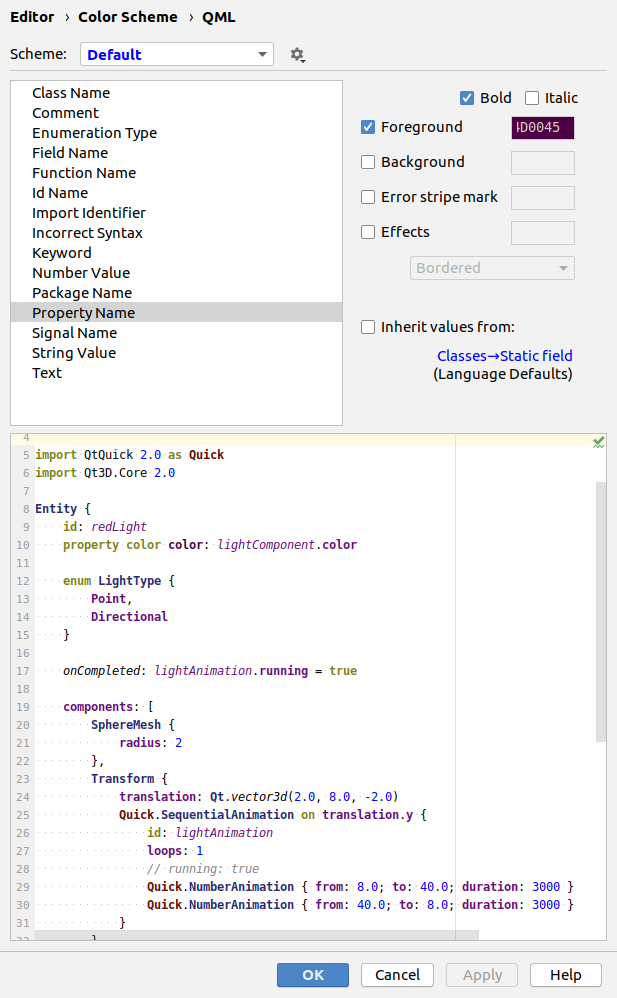 Editor › Color Scheme › QML
Scheme: Default
Class Name
Comment
Enumeration Type
Field Name
Function Name
Id Name
Import Identifier
Incorrect Syntax
Keyword
Number Value
Package Name
Property Name
Signal Name
String Value
Text
Bold Italic
Foreground
Background
Error stripe mark
Effects
Bordered
Inherit values from:
Classes→Static field
(Language Defaults)
4
5 import QtQuick 2.0 as Quick
6 import Qt3D.Core 2.0
7
8 Entity {
9 id: redLight
10 property color color: lightComponent.color
11
12 enum LightType {
13 Point,
14 Directional
15 }
16
17 onCompleted: lightAnimation.running = true
18
19 components: [
20 SphereMesh {
21 radius: 2
22 },
23 Transform {
24 translation: Qt.vector3d(2.0, 8.0, -2.0)
25 Quick.SequentialAnimation on translation.y {
26 id: lightAnimation
27 loops: 1
28 // running: true
29 Quick.NumberAnimation { from: 8.0; to: 40.0; duration: 3000 }
30 Quick.NumberAnimation { from: 40.0; to: 8.0; duration: 3000 }
31 }
OK Cancel Apply Help